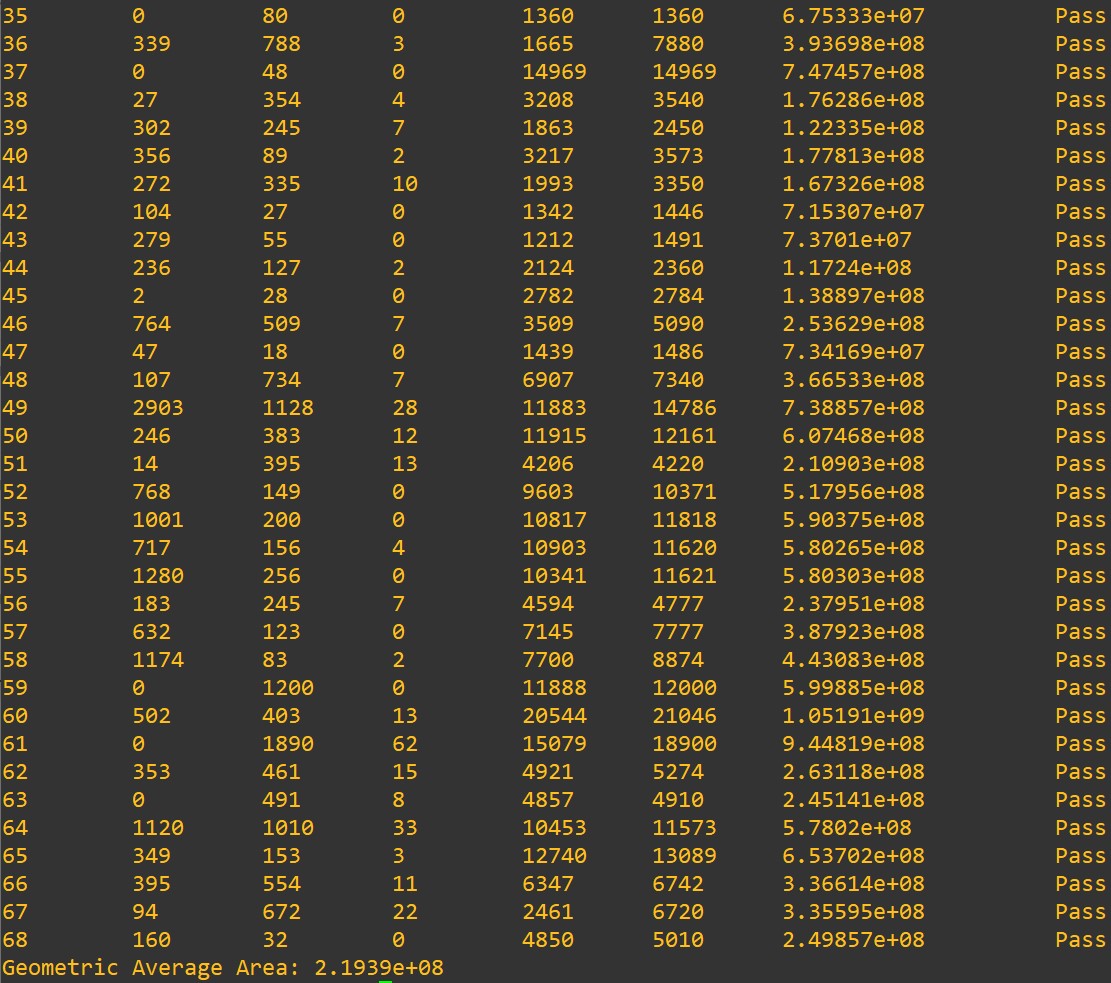 35 0 80 0 1360 1360 6.75333e+07 Pass
36 339 788 3 1665 7880 3.93698e+08 Pass
37 0 48 0 14969 14969 7.47457e+08 Pass
38 27 354 4 3208 3540 1.76286e+08 Pass
39 302 245 7 1863 2450 1.22335e+08 Pass
40 356 89 2 3217 3573 1.77813e+08 Pass
41 272 335 10 1993 3350 1.67326e+08 Pass
42 104 27 0 1342 1446 7.15307e+07 Pass
43 279 55 0 1212 1491 7.3701e+07 Pass
44 236 127 2 2124 2360 1.1724e+08 Pass
45 2 28 0 2782 2784 1.38897e+08 Pass
46 764 509 7 3509 5090 2.53629e+08 Pass
47 47 18 0 1439 1486 7.34169e+07 Pass
48 107 734 7 6907 7340 3.66533e+08 Pass
49 2903 1128 28 11883 14786 7.38857e+08 Pass
50 246 383 12 11915 12161 6.07468e+08 Pass
51 14 395 13 4206 4220 2.10903e+08 Pass
52 768 149 0 9603 10371 5.17956e+08 Pass
53 1001 200 0 10817 11818 5.90375e+08 Pass
54 717 156 4 10903 11620 5.80265e+08 Pass
55 1280 256 0 10341 11621 5.80303e+08 Pass
56 183 245 7 4594 4777 2.37951e+08 Pass
57 632 123 0 7145 7777 3.87923e+08 Pass
58 1174 83 2 7700 8874 4.43083e+08 Pass
59 0 1200 0 11888 12000 5.99885e+08 Pass
60 502 403 13 20544 21046 1.05191e+09 Pass
61 0 1890 62 15079 18900 9.44819e+08 Pass
62 353 461 15 4921 5274 2.63118e+08 Pass
63 0 491 8 4857 4910 2.45141e+08 Pass
64 1120 1010 33 10453 11573 5.7802e+08 Pass
65 349 153 3 12740 13089 6.53702e+08 Pass
66 395 554 11 6347 6742 3.36614e+08 Pass
67 94 672 22 2461 6720 3.35595e+08 Pass
68 160 32 0 4850 5010 2.49857e+08 Pass
Geometric Average Area: 2.1939e+08